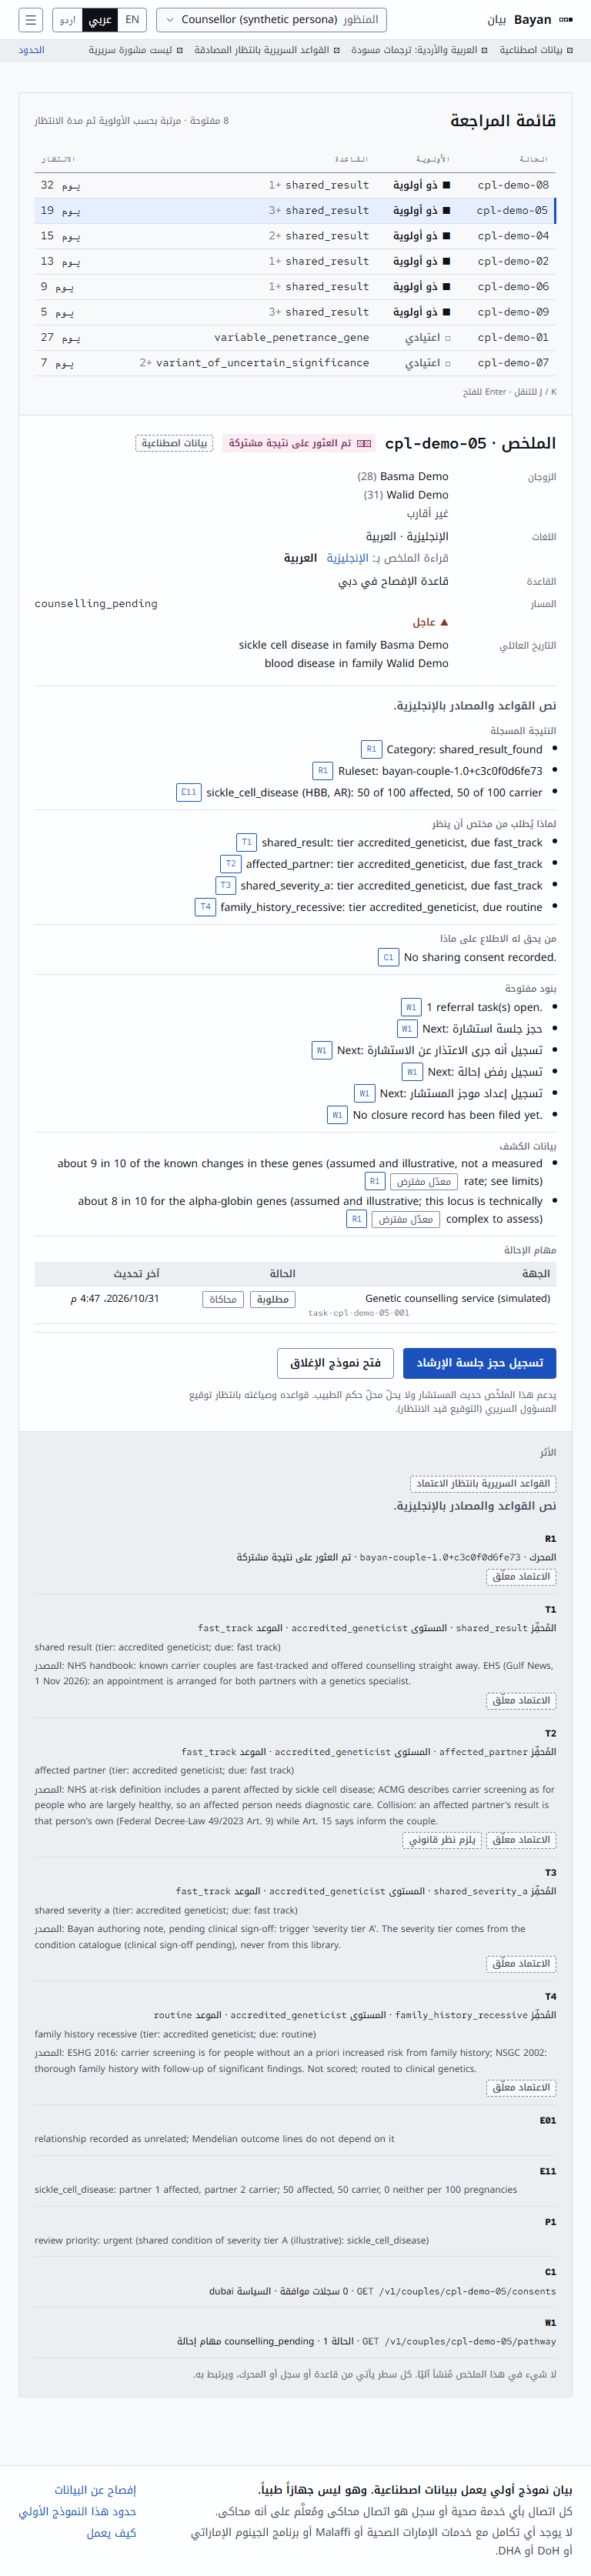 Bayan بيان
المنظور Counsellor (synthetic persona)
EN عربي اردو
بيانات اصطناعية
العربية والأردية: ترجمات مسودة
القواعد السريرية بانتظار المصادقة
ليست مشورة سريرية
الحدود
قائمة المراجعة
8 مفتوحة · مرتبة بحسب الأولوية ثم مدة الانتظار
الحالة الأولوية القاعدة الانتظار
cpl-demo-08 ذو أولوية shared_result +1 32 يوم
cpl-demo-05 ذو أولوية shared_result +3 19 يوم
cpl-demo-04 ذو أولوية shared_result +2 15 يوم
cpl-demo-02 ذو أولوية shared_result +1 13 يوم
cpl-demo-06 ذو أولوية shared_result +1 9 يوم
cpl-demo-09 ذو أولوية shared_result +3 5 يوم
cpl-demo-01 اعتيادي variable_penetrance_gene 27 يوم
cpl-demo-07 اعتيادي variant_of_uncertain_significance +2 7 يوم
J / K للتنقل · Enter للفتح
الملخص · cpl-demo-05
تم العثور على نتيجة مشتركة
بيانات اصطناعية
الزوجان
Basma Demo (28)
Walid Demo (31)
غير أقارب
اللغات
الإنجليزية · العربية
قراءة الملخص بـ: الإنجليزية العربية
القاعدة
قاعدة الإفصاح في دبي
المسار
counselling_pending
▲ عاجل
التاريخ العائلي
sickle cell disease in family Basma Demo
blood disease in family Walid Demo
نص القواعد والمصادر بالإنجليزية.
النتيجة المسجلة
Category: shared_result_found R1
Ruleset: bayan-couple-1.0+c3c0f0d6fe73 R1
sickle_cell_disease (HBB, AR): 50 of 100 affected, 50 of 100 carrier E11
لماذا يُطلب من مختص أن ينظر
shared_result: tier accredited_geneticist, due fast_track T1
affected_partner: tier accredited_geneticist, due fast_track T2
shared_severity_a: tier accredited_geneticist, due fast_track T3
family_history_recessive: tier accredited_geneticist, due routine T4
من يحق له الاطلاع على ماذا
No sharing consent recorded. C1
بنود مفتوحة
1 referral task(s) open. W1
Next: حجز جلسة استشارة W1
Next: تسجيل أنه جرى الاعتذار عن الاستشارة W1
Next: تسجيل رفض إحالة W1
Next: تسجيل إعداد موجز المستشار W1
No closure record has been filed yet. W1
بيانات الكشف
about 9 in 10 of the known changes in these genes (assumed and illustrative, not a measured
rate; see limits) معدّل مفترض R1
about 8 in 10 for the alpha-globin genes (assumed and illustrative; this locus is technically
complex to assess) معدّل مفترض R1
مهام الإحالة
الجهة الحالة آخر تحديث
Genetic counselling service (simulated) مطلوبة محاكاة 2026/10/31، 4:47 م
task-cpl-demo-05-001
تسجيل حجز جلسة الإرشاد
فتح نموذج الإغلاق
يدعم هذا الملخّص حديث المستشار ولا يحلّ محلّ حكم الطبيب. قواعده وصياغته بانتظار توقيع
المسؤول السريري (التوقيع قيد الانتظار).
الأثر
القواعد السريرية بانتظار الاعتماد
نص القواعد والمصادر بالإنجليزية.
R1
المحرك · bayan-couple-1.0+c3c0f0d6fe73 · تم العثور على نتيجة مشتركة
الاعتماد معلّق
T1
المُحفِّز shared_result · المستوى accredited_geneticist · الموعد fast_track
shared result (tier: accredited geneticist; due: fast track)
المصدر: NHS handbook: known carrier couples are fast-tracked and offered counselling straight away. EHS (Gulf News,
1 Nov 2026): an appointment is arranged for both partners with a genetics specialist.
الاعتماد معلّق
T2
المُحفِّز affected_partner · المستوى accredited_geneticist · الموعد fast_track
affected partner (tier: accredited geneticist; due: fast track)
المصدر: NHS at-risk definition includes a parent affected by sickle cell disease; ACMG describes carrier screening as for
people who are largely healthy, so an affected person needs diagnostic care. Collision: an affected partner's result is
that person's own (Federal Decree-Law 49/2023 Art. 9) while Art. 15 says inform the couple.
الاعتماد معلّق يلزم نظر قانوني
T3
المُحفِّز shared_severity_a · المستوى accredited_geneticist · الموعد fast_track
shared severity a (tier: accredited geneticist; due: fast track)
المصدر: Bayan authoring note, pending clinical sign-off: trigger 'severity tier A'. The severity tier comes from the
condition catalogue (clinical sign-off pending), never from this library.
الاعتماد معلّق
T4
المُحفِّز family_history_recessive · المستوى accredited_geneticist · الموعد routine
family history recessive (tier: accredited geneticist; due: routine)
المصدر: ESHG 2016: carrier screening is for people without an a priori increased risk from family history; NSGC 2002:
thorough family history with follow-up of significant findings. Not scored; routed to clinical genetics.
الاعتماد معلّق
E01
relationship recorded as unrelated; Mendelian outcome lines do not depend on it
E11
sickle_cell_disease: partner 1 affected, partner 2 carrier; 50 affected, 50 carrier, 0 neither per 100 pregnancies
P1
review priority: urgent (shared condition of severity tier A (illustrative): sickle_cell_disease)
C1
GET /v1/couples/cpl-demo-05/consents · 0 سجلات موافقة · السياسة dubai
W1
GET /v1/couples/cpl-demo-05/pathway · الحالة counselling_pending · 1 مهام إحالة
لا شيء في هذا الملخص مُنشأ آليًا. كل سطر يأتي من قاعدة أو سجل أو المحرك، ويرتبط به.
بيان نموذج أولي يعمل ببيانات اصطناعية. وهو ليس جهازاً طبياً.
كل اتصال بأي خدمة صحية أو سجل هو اتصال محاكى ومُعلَّم على أنه محاكى.
لا يوجد أي تكامل مع خدمات الإمارات الصحية أو Malaffi أو برنامج الجينوم الإماراتي
أو DoH أو DHA.
إفصاح عن البيانات
حدود هذا النموذج الأولي
كيف يعمل